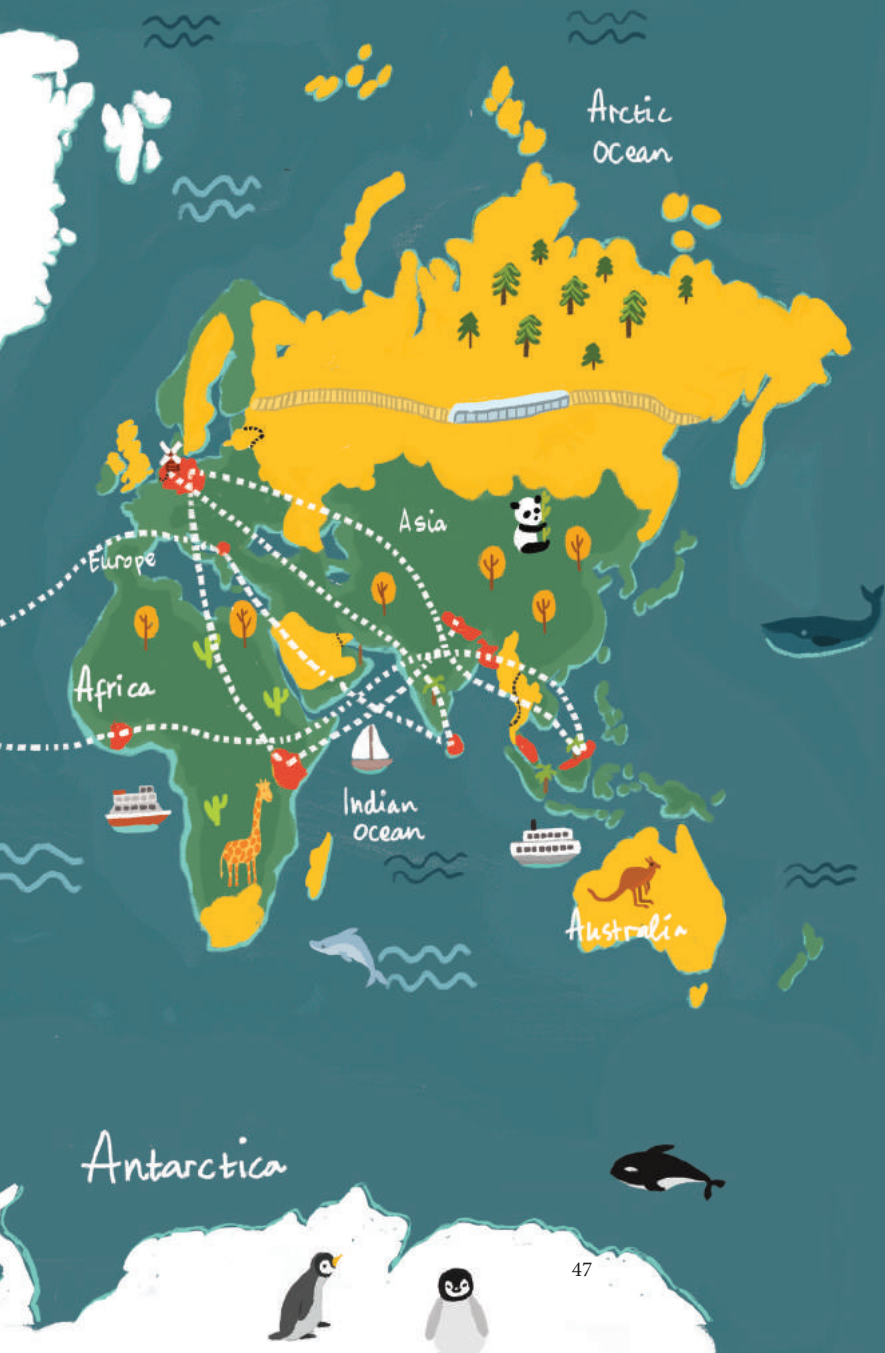 Arctic
ocean
Asia
Europe
Africa
Indian
ocean
Australia
Antarctica
47